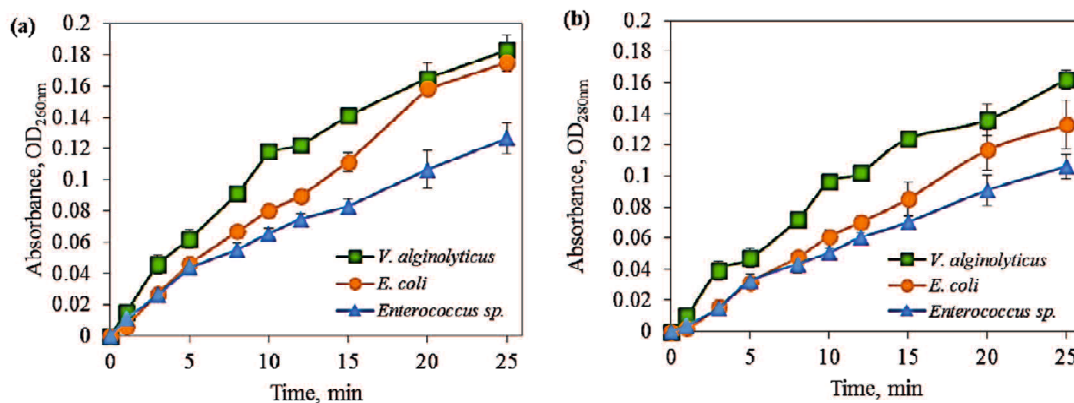 (a)
Absorbance, OD260nm
0.2
0.18
0.16
0.14
0.12
0.1
0.08
0.06
0.04
0.02
0
V. alginolyticus
E. coli
Enterococcus sp.
0 5 10 15 20 25
Time, min
(b)
Absorbance, OD280nm
0.2
0.18
0.16
0.14
0.12
0.1
0.08
0.06
0.04
0.02
0
V. alginolyticus
E. coli
Enterococcus sp.
0 5 10 15 20 25
Time, min